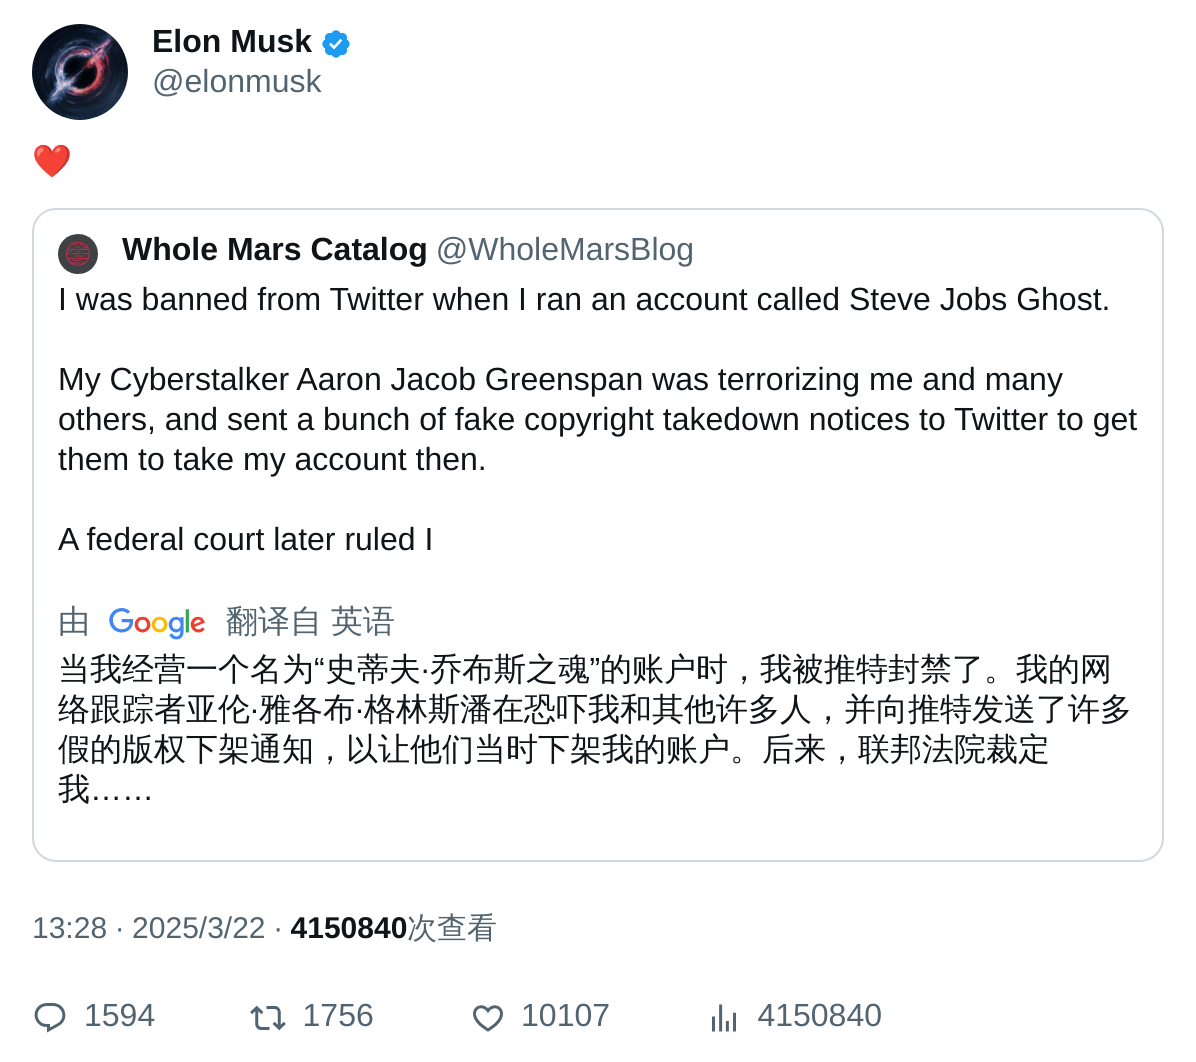 Elon Musk
@elonmusk
❤️
Whole Mars Catalog @WholeMarsBlog
I was banned from Twitter when I ran an account called Steve Jobs Ghost.
My Cyberstalker Aaron Jacob Greenspan was terrorizing me and many
others, and sent a bunch of fake copyright takedown notices to Twitter to get
them to take my account then.
A federal court later ruled I
由 Google 翻译自 英语
当我经营一个名为“史蒂夫·乔布斯之魂”的账户时，我被推特封禁了。我的网
络跟踪者亚伦·雅各布·格林斯潘在恐吓我和其他许多人，并向推特发送了许多
假的版权下架通知，以让他们当时下架我的账户。后来，联邦法院裁定
我……
13:28 · 2025/3/22 · 4150840次查看
1594 1756 10107 4150840